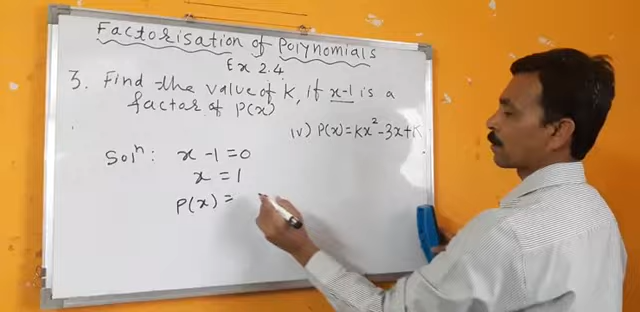 Factorisation of Polynomials
Ex 2.4
3. Find the value of K, If x-1 is a
factor of P(x)
iv) P(x)=Kx²-3x+K
Solⁿ: x-1=0
x=1
P(x)=